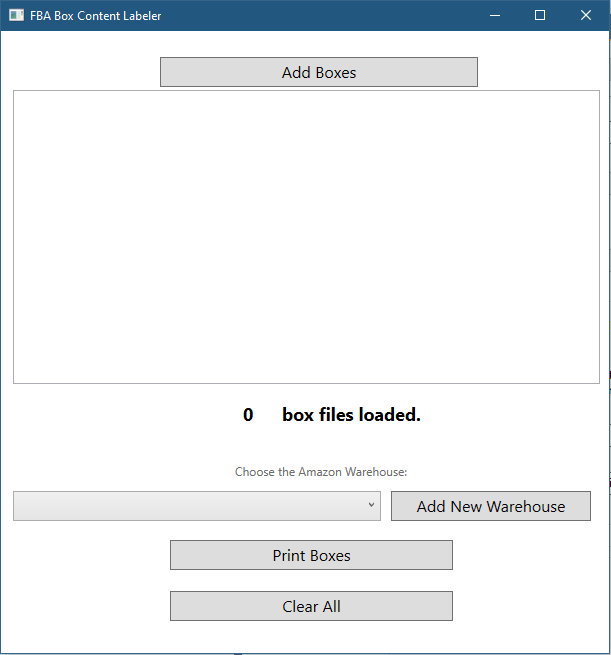 FBA Box Content Labeler
Add Boxes
0 box files loaded.
Choose the Amazon Warehouse:
Add New Warehouse
Print Boxes
Clear All